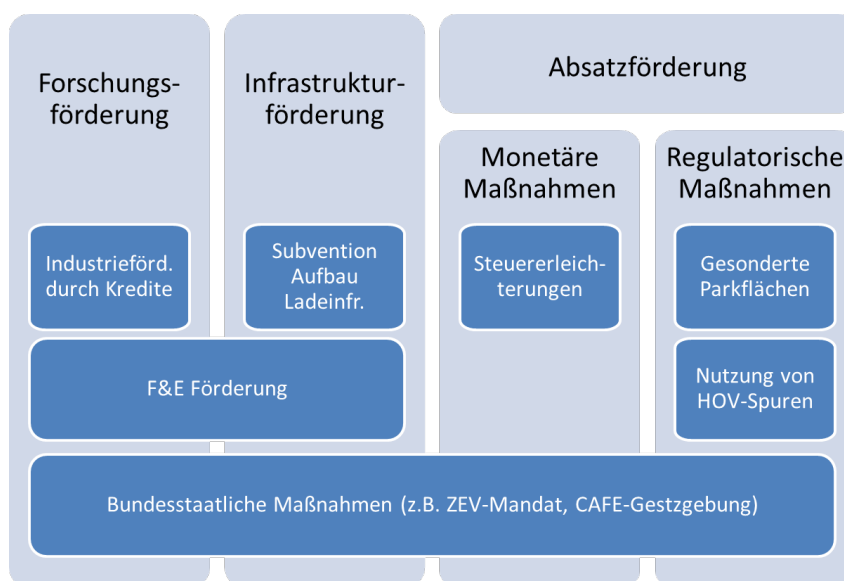 Forschungs-
förderung
Infrastruktur-
förderung
Absatzförderung
Monetäre
Maßnahmen
Regulatorische
Maßnahmen
Industrieförd.
durch Kredite
Subvention
Aufbau
Ladeinfr.
Steuererleich-
terungen
Gesonderte
Parkflächen
F&E Förderung
Nutzung von
HOV-Spuren
Bundesstaatliche Maßnahmen (z.B. ZEV-Mandat, CAFE-Gestzgebung)